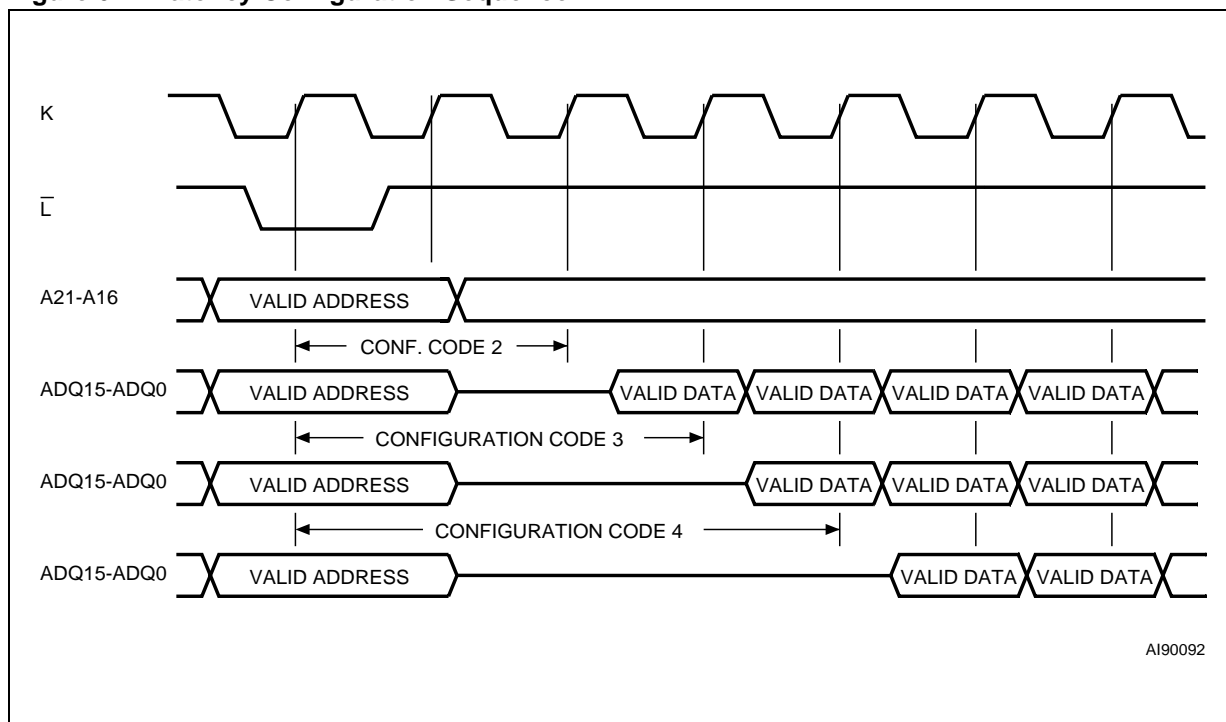 K
L
A21-A16
VALID ADDRESS
CONF. CODE 2
ADQ15-ADQ0
VALID ADDRESS
VALID DATA
VALID DATA
VALID DATA
VALID DATA
CONFIGURATION CODE 3
ADQ15-ADQ0
VALID ADDRESS
VALID DATA
VALID DATA
VALID DATA
CONFIGURATION CODE 4
ADQ15-ADQ0
VALID ADDRESS
VALID DATA
VALID DATA
AI90092